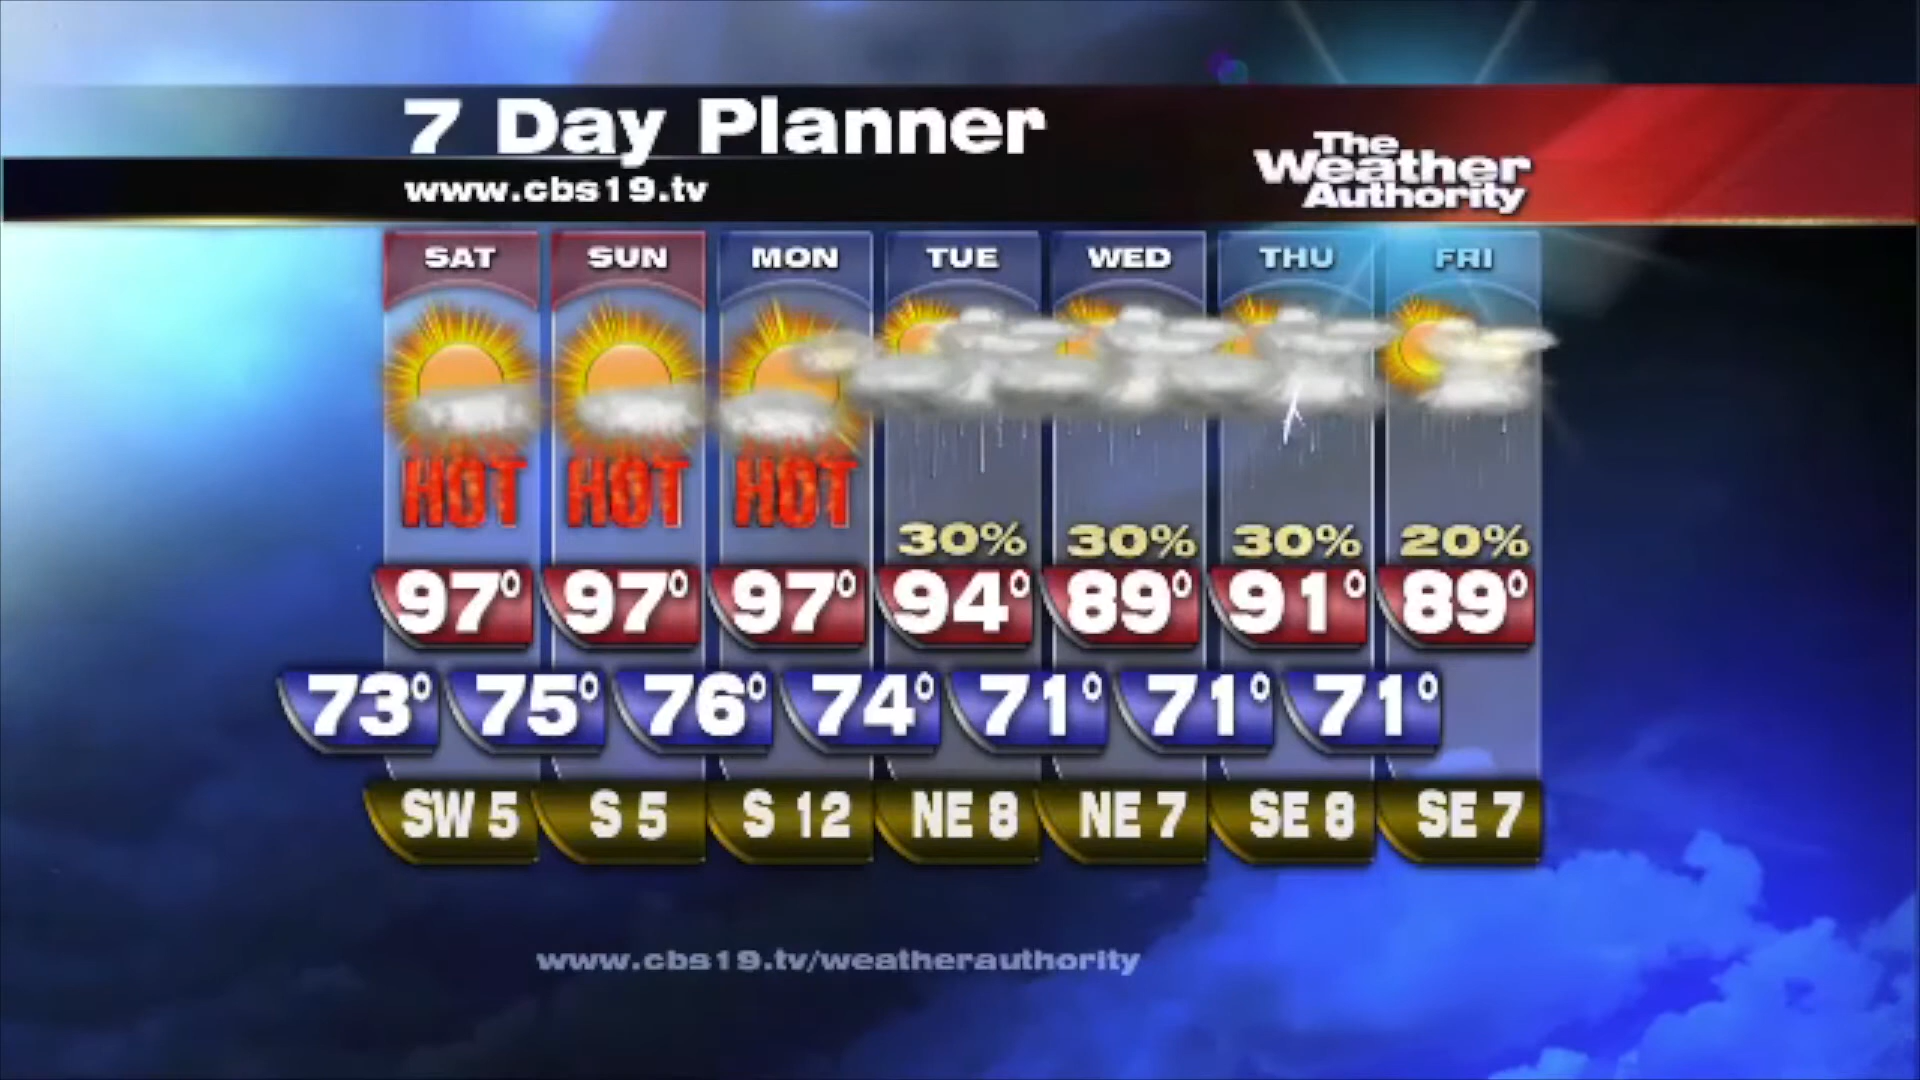 7 Day Planner
www.cbs19.tv
The
Weather
Authority
SAT SUN MON TUE WED THU FRI
HOT HOT HOT
30% 30% 30% 20%
97° 97° 97° 94° 89° 91° 89°
73° 75° 76° 74° 71° 71° 71°
SW 5 S 5 S 12 NE 8 NE 7 SE 8 SE 7
www.cbs19.tv/weatherauthority